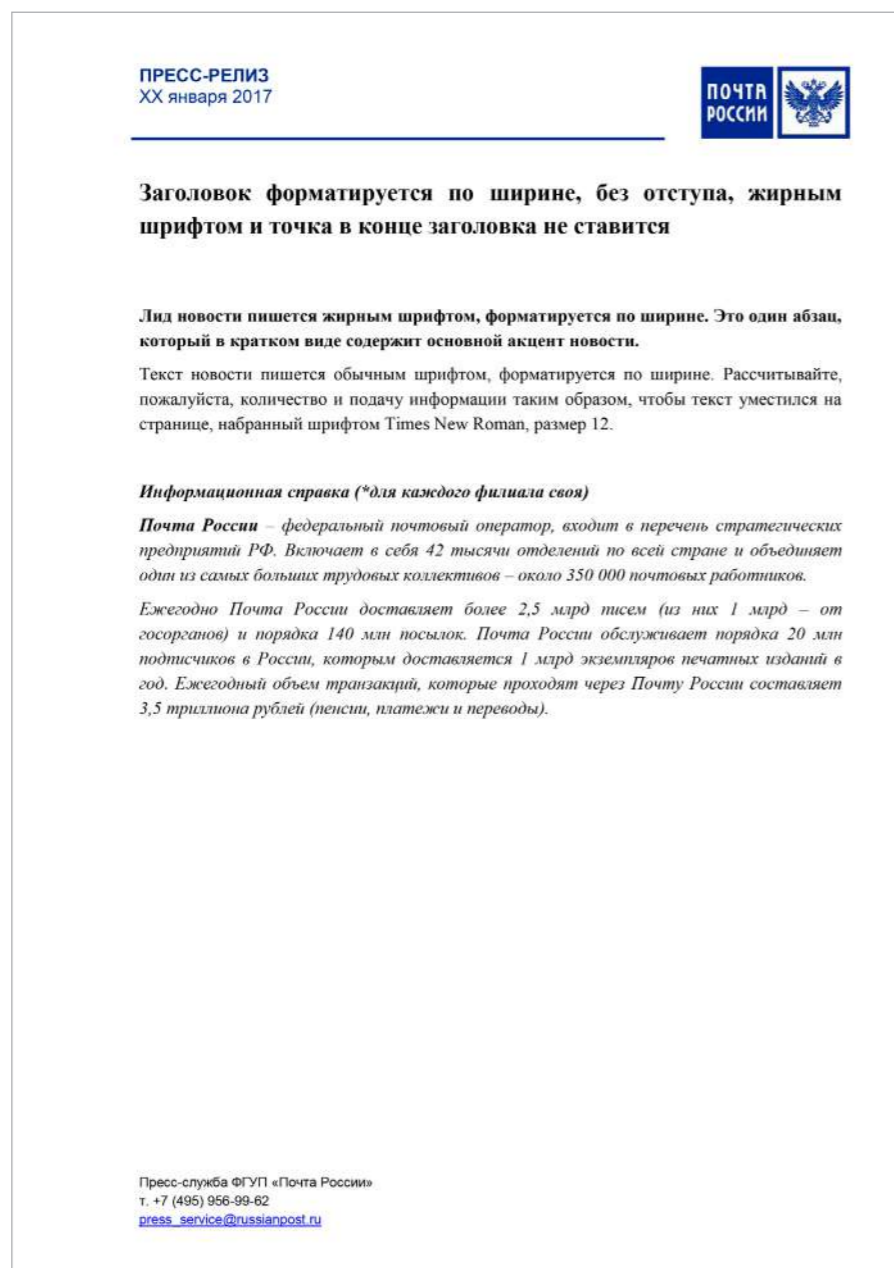 ПРЕСС-РЕЛИЗ
XX января 2017
ПОЧТА
РОССИИ
Заголовок форматируется по ширине, без отступа, жирным
шрифтом и точка в конце заголовка не ставится
Лид новости пишется жирным шрифтом, форматируется по ширине. Это один абзац,
который в кратком виде содержит основной акцент новости.
Текст новости пишется обычным шрифтом, форматируется по ширине. Рассчитывайте,
пожалуйста, количество и подачу информации таким образом, чтобы текст уместился на
странице, набранный шрифтом Times New Roman, размер 12.
Информационная справка (*для каждого филиала своя)
Почта России – федеральный почтовый оператор, входит в перечень стратегических
предприятий РФ. Включает в себя 42 тысячи отделений по всей стране и объединяет
один из самых больших трудовых коллективов – около 350 000 почтовых работников.
Ежегодно Почта России доставляет более 2,5 млрд писем (из них 1 млрд – от
госорганов) и порядка 140 млн посылок. Почта России обслуживает порядка 20 млн
подписчиков в России, которым доставляется 1 млрд экземпляров печатных изданий в
год. Ежегодный объем транзакций, которые проходят через Почту России составляет
3,5 триллиона рублей (пенсии, платежи и переводы).
Пресс-служба ФГУП «Почта России»
т. +7 (495) 956-99-62
press_service@russianpost.ru